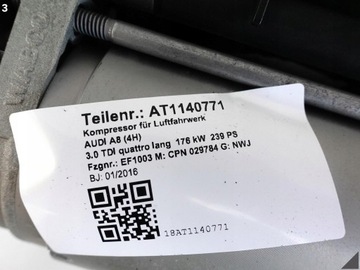 3
Teilenr.: AT1140771
Kompressor für Luftfahrwerk
AUDI A8 (4H)
3.0 TDI quattro lang 176 kW 239 PS
Fzgnr.: EF1003 M: CPN 029784 G: NWJ
BJ: 01/2016
18AT1140771